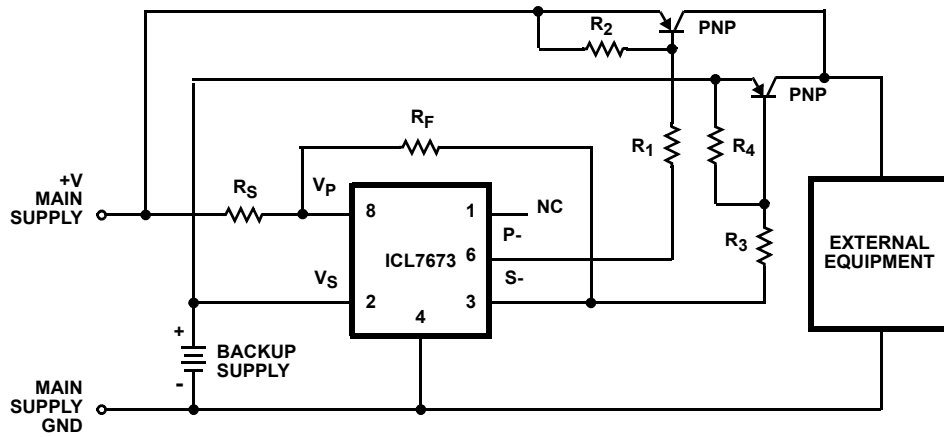 R2
PNP
PNP
RF
R1
R4
+V
MAIN
SUPPLY
RS
VP
8
1
NC
P-
ICL7673
6
R3
EXTERNAL
EQUIPMENT
VS
S-
2
4
3
+
BACKUP
SUPPLY
-
MAIN
SUPPLY
GND